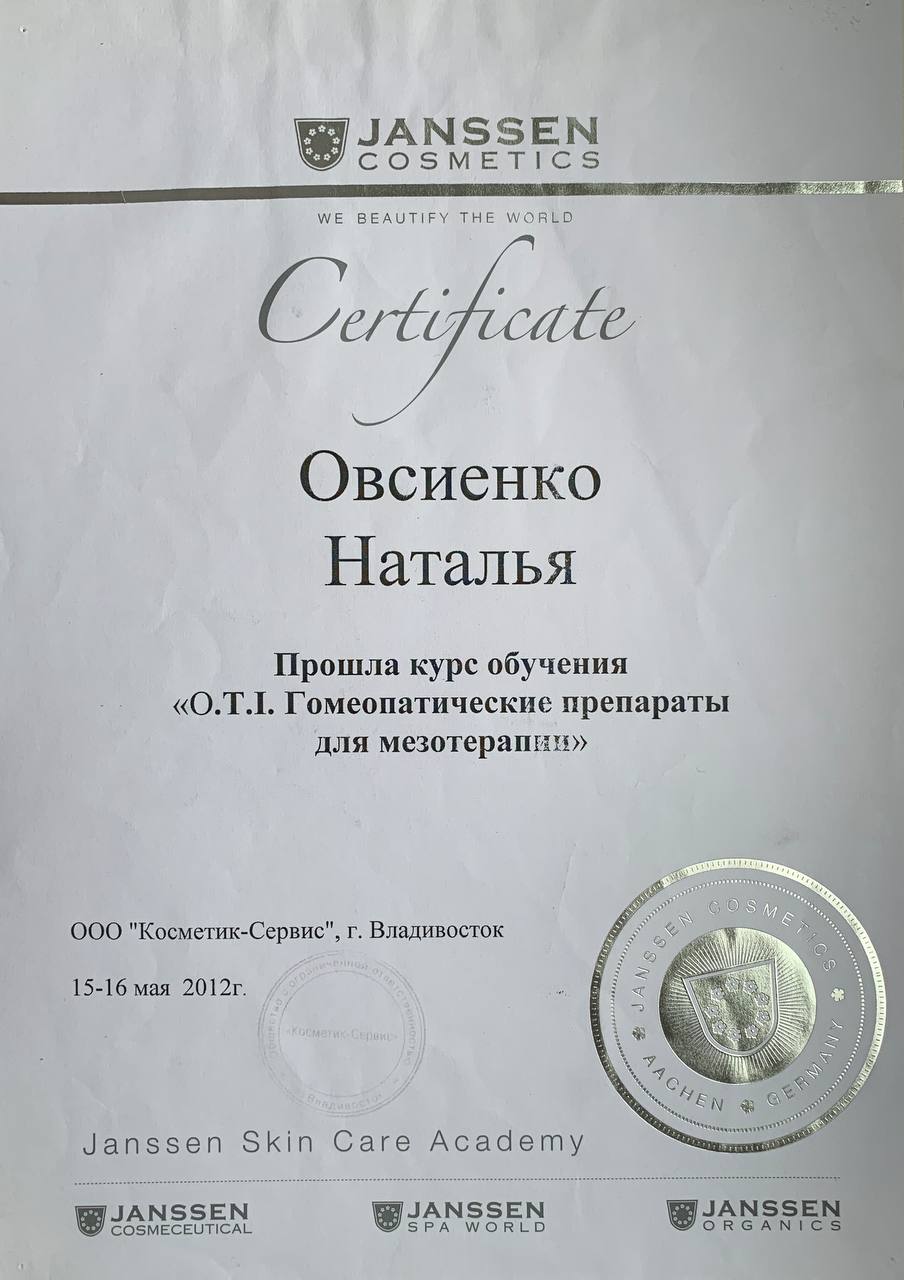 JANSSEN
COSMETICS
WE BEAUTIFY THE WORLD
Certificate
Овсиенко
Наталья
Прошла курс обучения
«О.Т.I. Гомеопатические препараты
для мезотерапии»
ООО "Косметик-Сервис", г. Владивосток
15-16 мая 2012г.
Общество с ограниченной ответственностью
«Косметик-Сервис»
Владивосток
JANSSEN COSMETICS
AACHEN GERMANY
Janssen Skin Care Academy
JANSSEN
COSMECEUTICAL
JANSSEN
SPA WORLD
JANSSEN
ORGANICS